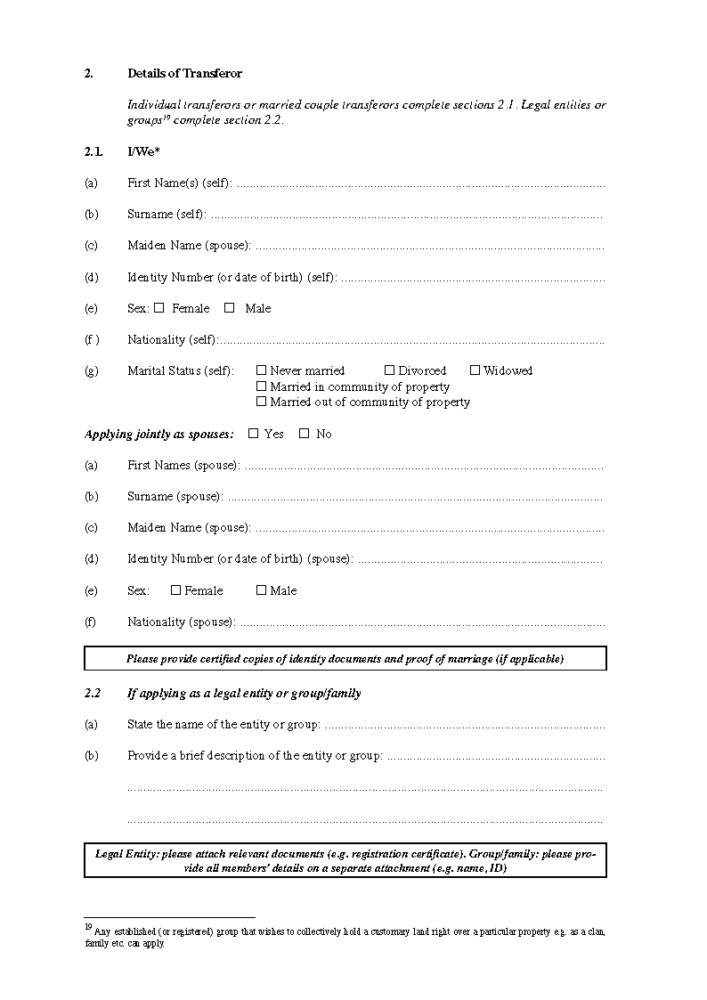 2. Details of Transferor
Individual transferors or married couple transferors complete sections 2.1. Legal entities or
groups19 complete section 2.2.
2.1. I/We*
(a) First Name(s) (self): ..........................................................................................................
(b) Surname (self): ..........................................................................................................
(c) Maiden Name (spouse): ..........................................................................................................
(d) Identity Number (or date of birth) (self): ..........................................................................................
(e) Sex: ☐ Female ☐ Male
(f ) Nationality (self):..........................................................................................................
(g) Marital Status (self): ☐ Never married ☐ Divorced ☐ Widowed
☐ Married in community of property
☐ Married out of community of property
Applying jointly as spouses: ☐ Yes ☐ No
(a) First Names (spouse): ..........................................................................................................
(b) Surname (spouse): ..........................................................................................................
(c) Maiden Name (spouse): ..........................................................................................................
(d) Identity Number (or date of birth) (spouse): ..........................................................................
(e) Sex: ☐ Female ☐ Male
(f) Nationality (spouse): ..........................................................................................................
Please provide certified copies of identity documents and proof of marriage (if applicable)
2.2 If applying as a legal entity or group/family
(a) State the name of the entity or group: ..........................................................................................
(b) Provide a brief description of the entity or group: ..................................................................
..........................................................................................................
..........................................................................................................
Legal Entity: please attach relevant documents (e.g. registration certificate). Group/family: please pro-
vide all members' details on a separate attachment (e.g. name, ID)
19 Any established (or registered) group that wishes to collectively hold a customary land right over a particular property e.g. as a clan,
family etc. can apply.